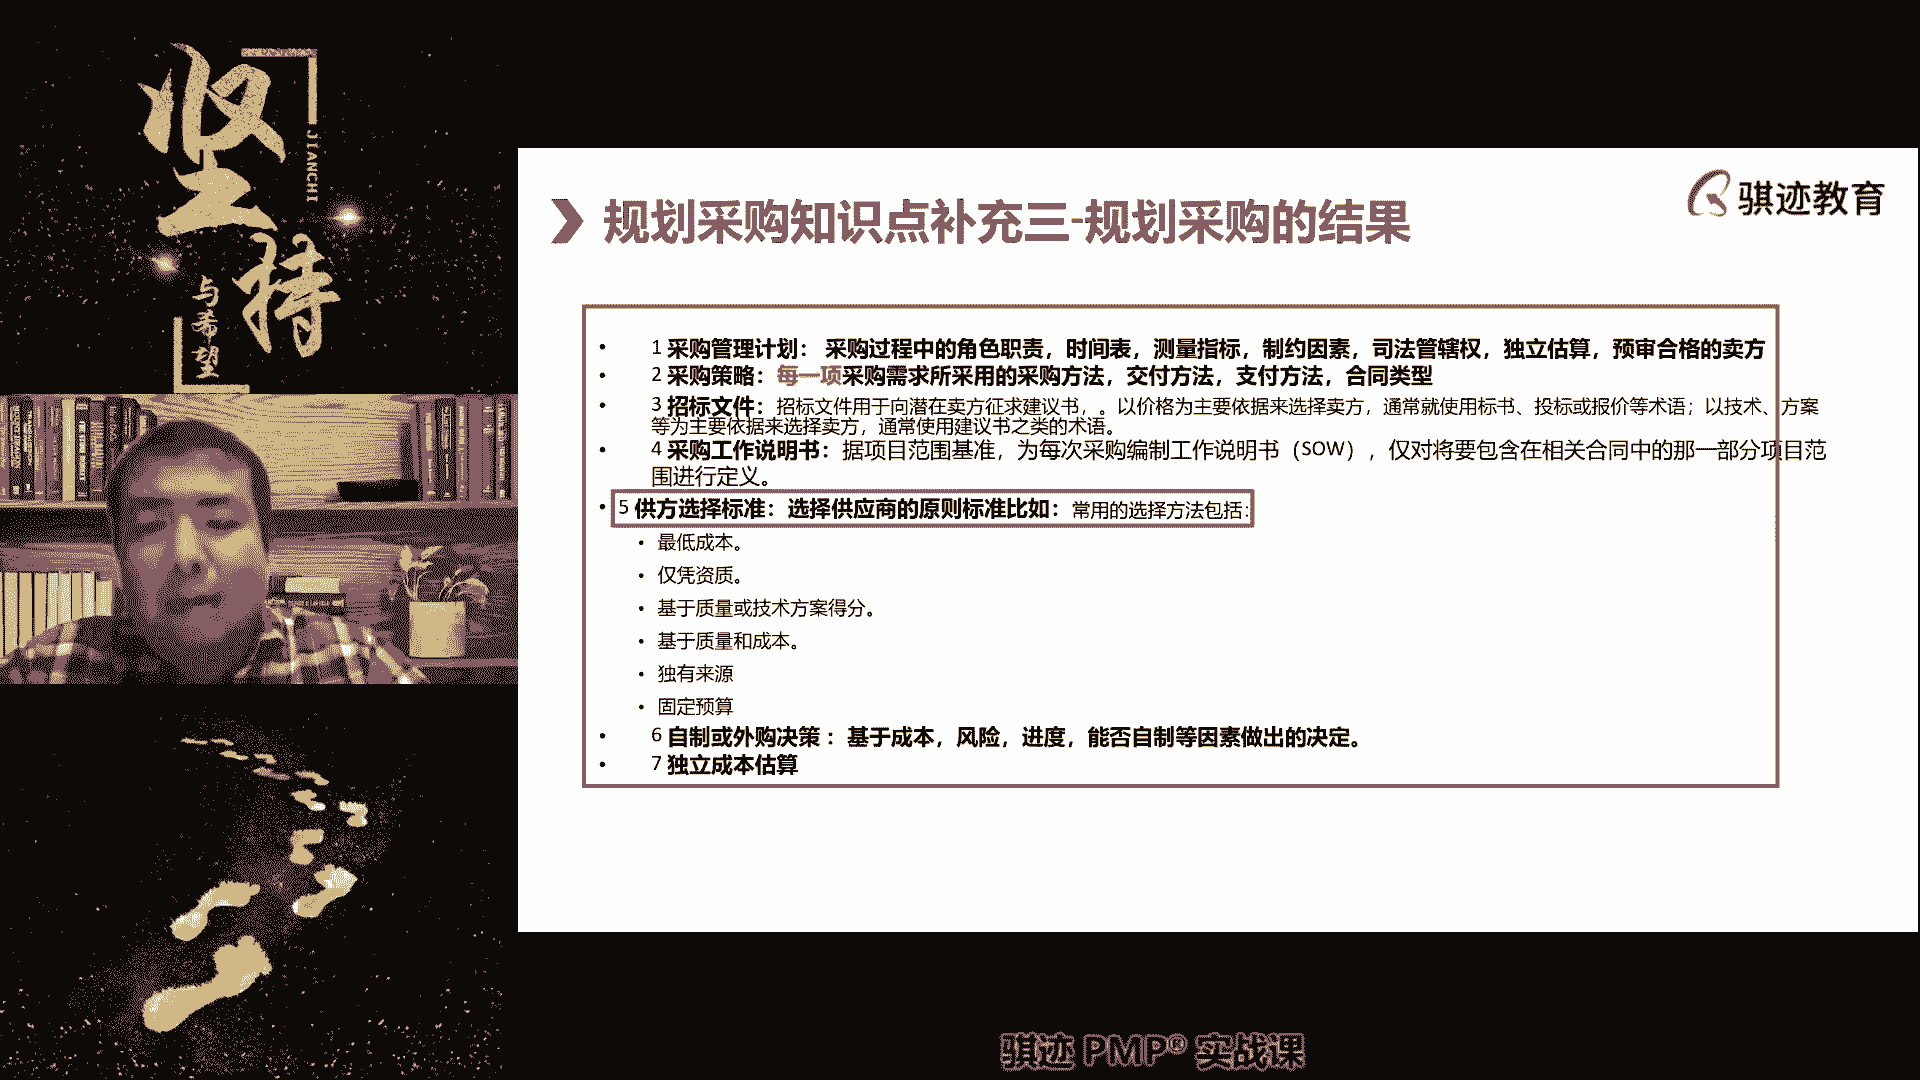 坚持
JIANCHI
与希望
骐迹教育
规划采购知识点补充三-规划采购的结果
• 1 采购管理计划： 采购过程中的角色职责，时间表，测量指标，制约因素，司法管辖权，独立估算，预审合格的卖方
• 2 采购策略：每一项采购需求所采用的采购方法，交付方法，支付方法，合同类型
• 3 招标文件：招标文件用于向潜在卖方征求建议书，。以价格为主要依据来选择卖方，通常就使用标书、投标或报价等术语；以技术、方案
等为主要依据来选择卖方，通常使用建议书之类的术语。
• 4 采购工作说明书：据项目范围基准，为每次采购编制工作说明书（SOW），仅对将要包含在相关合同中的那一部分项目范
围进行定义。
• 5 供方选择标准：选择供应商的原则标准比如：常用的选择方法包括:
• 最低成本。
• 仅凭资质。
• 基于质量或技术方案得分。
• 基于质量和成本。
• 独有来源
• 固定预算
• 6 自制或外购决策 ：基于成本，风险，进度，能否自制等因素做出的决定。
• 7 独立成本估算
骐迹 PMP® 实战课